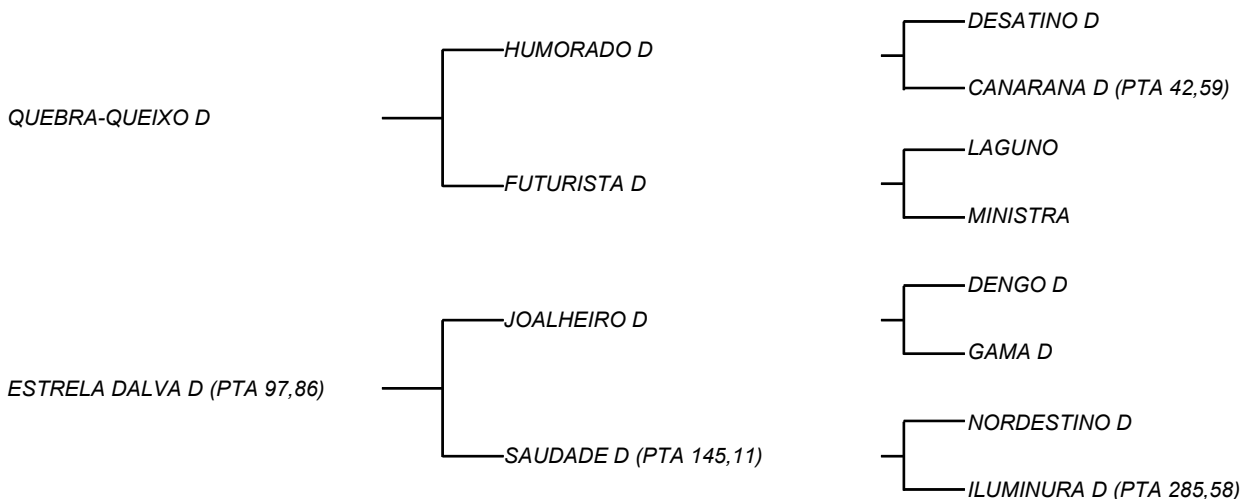 DESATINO D
HUMORADO D
CANARANA D (PTA 42,59)
QUEBRA-QUEIXO D
LAGUNO
FUTURISTA D
MINISTRA
DENGO D
JOALHEIRO D
GAMA D
ESTRELA DALVA D (PTA 97,86)
NORDESTINO D
SAUDADE D (PTA 145,11)
ILUMINURA D (PTA 285,58)